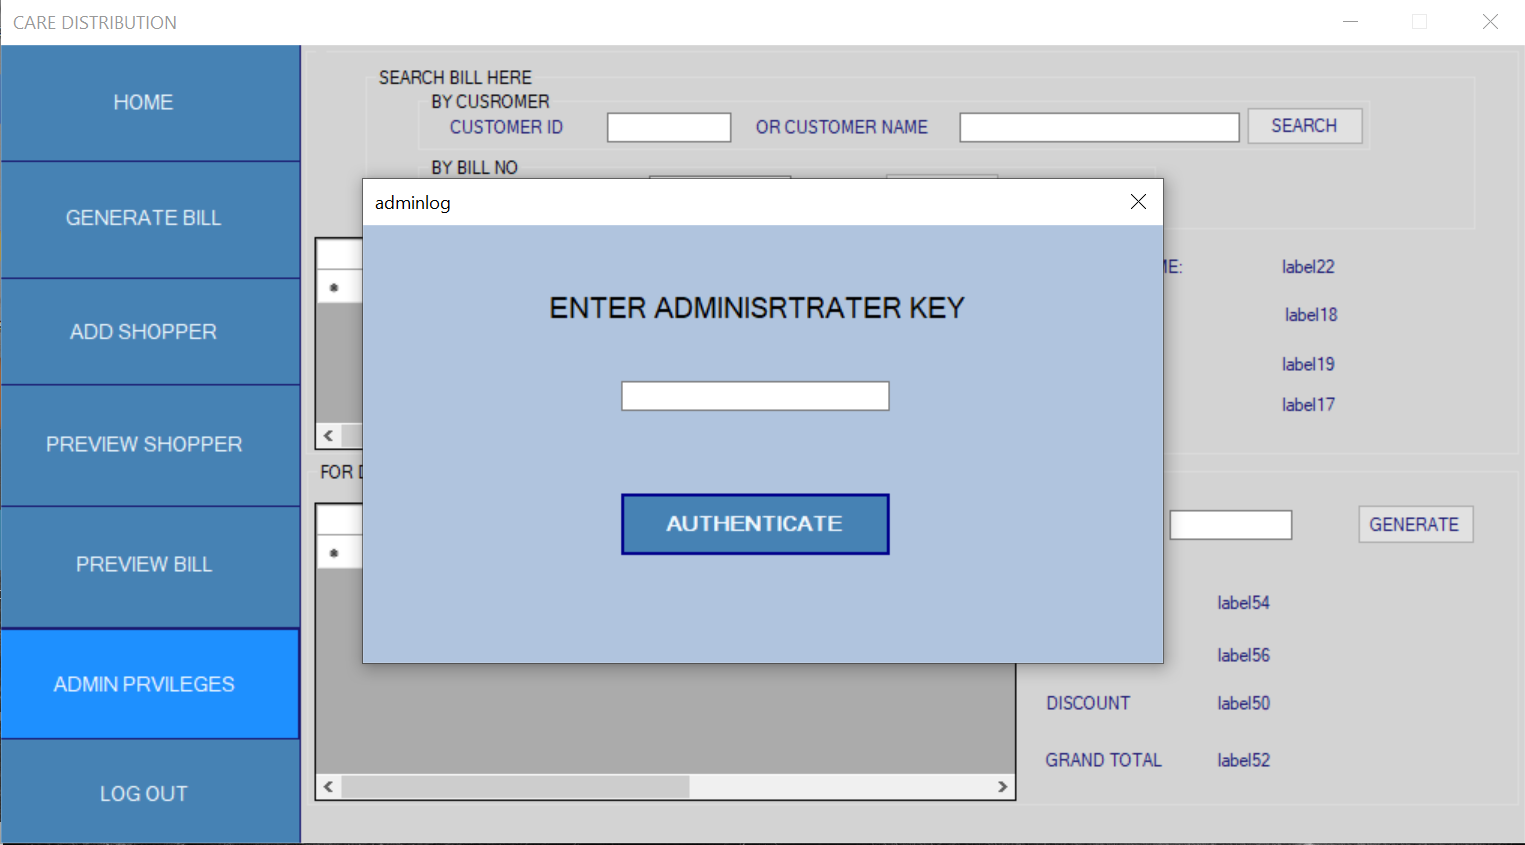 CARE DISTRIBUTION
HOME
GENERATE BILL
ADD SHOPPER
PREVIEW SHOPPER
PREVIEW BILL
ADMIN PRVILEGES
LOG OUT
SEARCH BILL HERE
BY CUSROMER
CUSTOMER ID
OR CUSTOMER NAME
SEARCH
BY BILL NO
adminlog
ENTER ADMINISRTRATER KEY
AUTHENTICATE
label22
label18
label19
label17
FOR
GENERATE
label54
label56
DISCOUNT label50
GRAND TOTAL label52